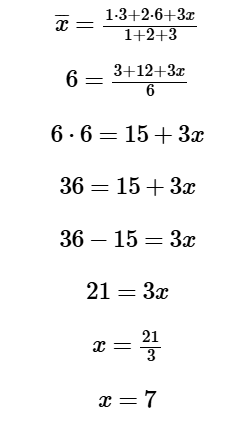 x̄ = (1·3+2·6+3x)/(1+2+3)
6 = (3+12+3x)/6
6 · 6 = 15 + 3x
36 = 15 + 3x
36 − 15 = 3x
21 = 3x
x = 21/3
x = 7